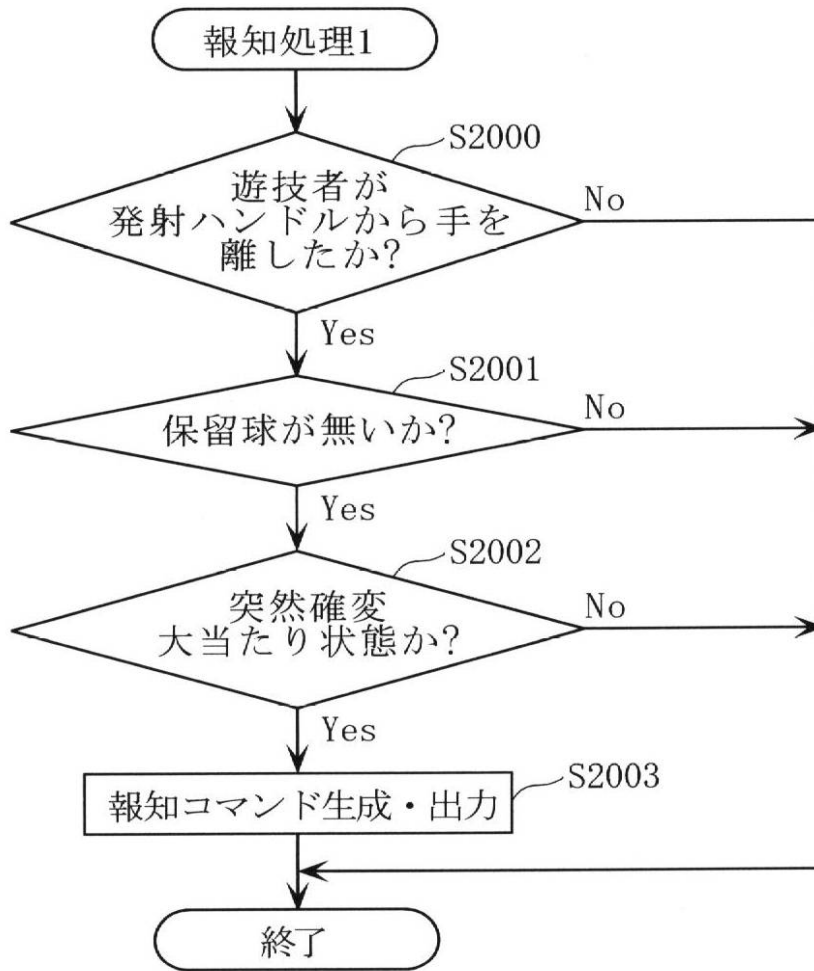 報知処理1
S2000
遊技者が
発射ハンドルから手を
離したか?
No
Yes
S2001
保留球が無いか?
No
Yes
S2002
突然確変
大当たり状態か?
No
Yes
S2003
報知コマンド生成・出力
終了